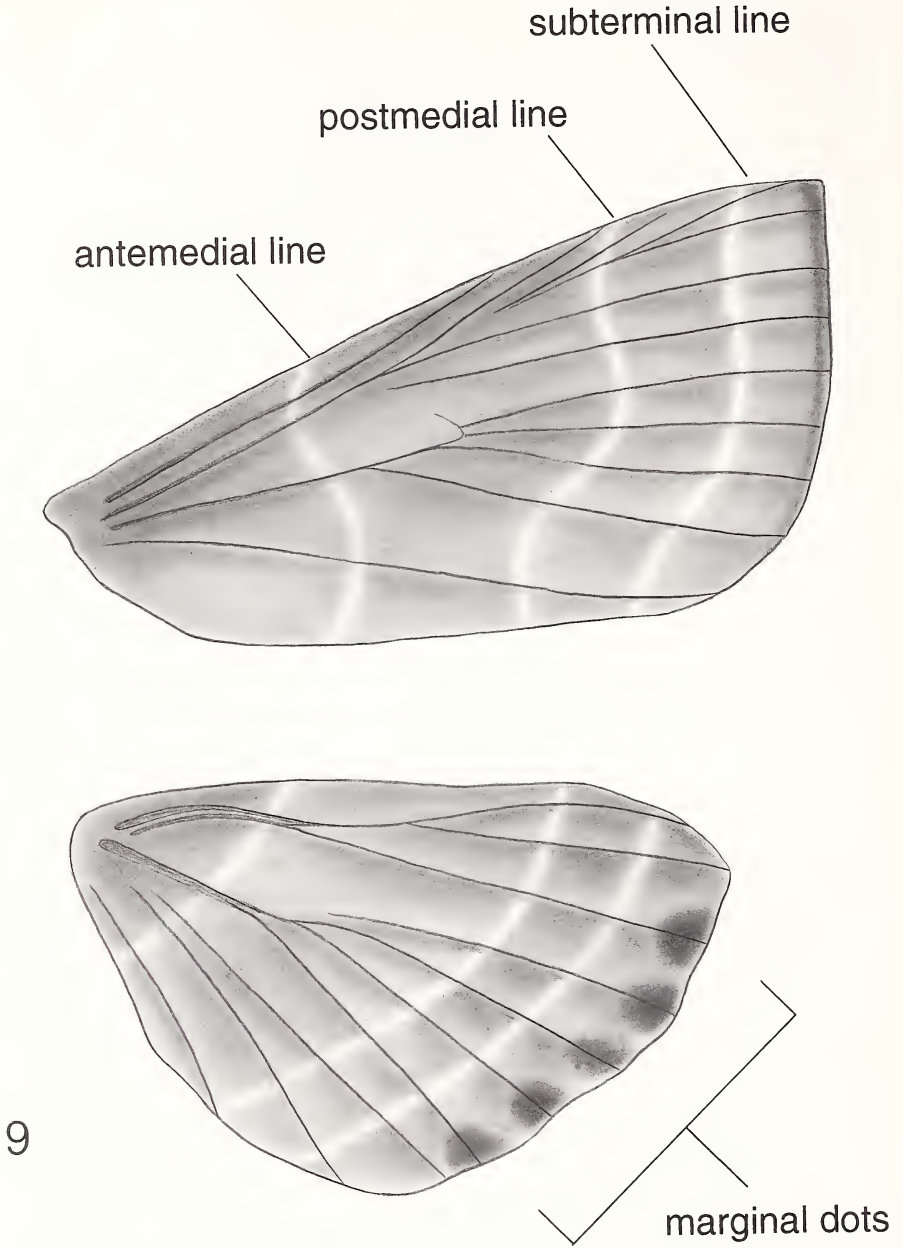 subterminal line
postmedial line
antemedial line
9
marginal dots